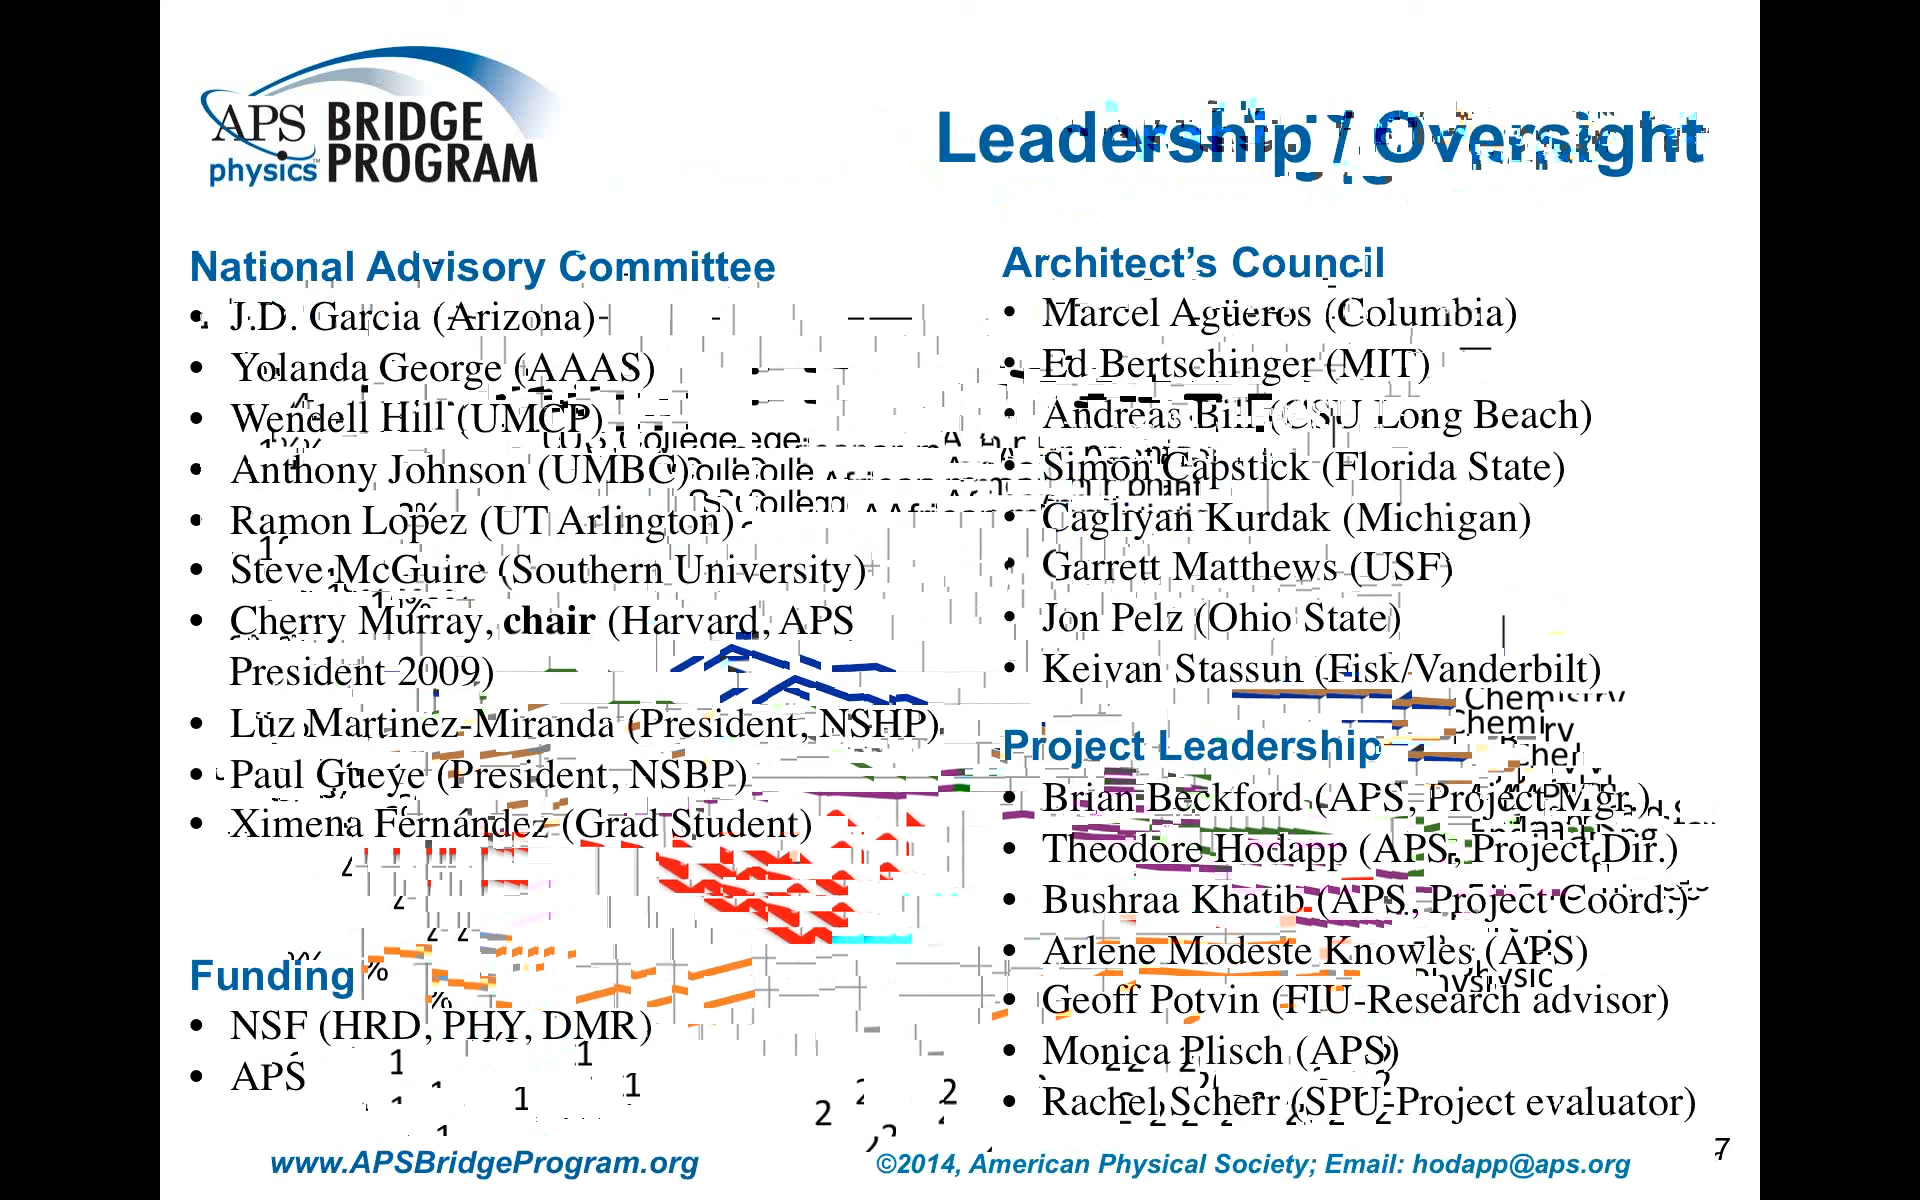 APS physics™ BRIDGE PROGRAM
Leadership / Oversight
National Advisory Committee
• J.D. Garcia (Arizona)
• Yolanda George (AAAS)
• Wendell Hill (UMCP)
• Anthony Johnson (UMBC)
• Ramon Lopez (UT Arlington)
• Steve McGuire (Southern University)
• Cherry Murray, chair (Harvard, APS
President 2009)
• Luz Martinez-Miranda (President, NSHP)
• Paul Gueye (President, NSBP)
• Ximena Fernández (Grad Student)
Funding
• NSF (HRD, PHY, DMR)
• APS
Architect’s Council
• Marcel Agüeros (Columbia)
• Ed Bertschinger (MIT)
• Andreas Bill (CSU Long Beach)
• Simon Capstick (Florida State)
• Cagliyan Kurdak (Michigan)
• Garrett Matthews (USF)
• Jon Pelz (Ohio State)
• Keivan Stassun (Fisk/Vanderbilt)
Chemistry
Project Leadership
• Brian Beckford (APS, Project Mgr.)
• Theodore Hodapp (APS, Project Dir.)
• Bushraa Khatib (APS, Project Coord.)
• Arlene Modeste Knowles (APS)
• Geoff Potvin (FIU-Research advisor)
• Monica Plisch (APS)
• Rachel Scherr (SPU-Project evaluator)
www.APSBridgeProgram.org
©2014, American Physical Society; Email: hodapp@aps.org
7